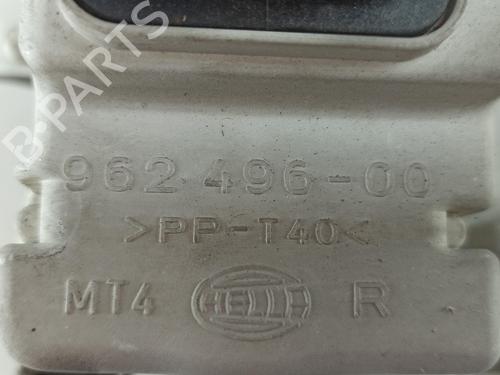 B-PARTS
962 496-00
>PP-T40<
MT4 HELLA R